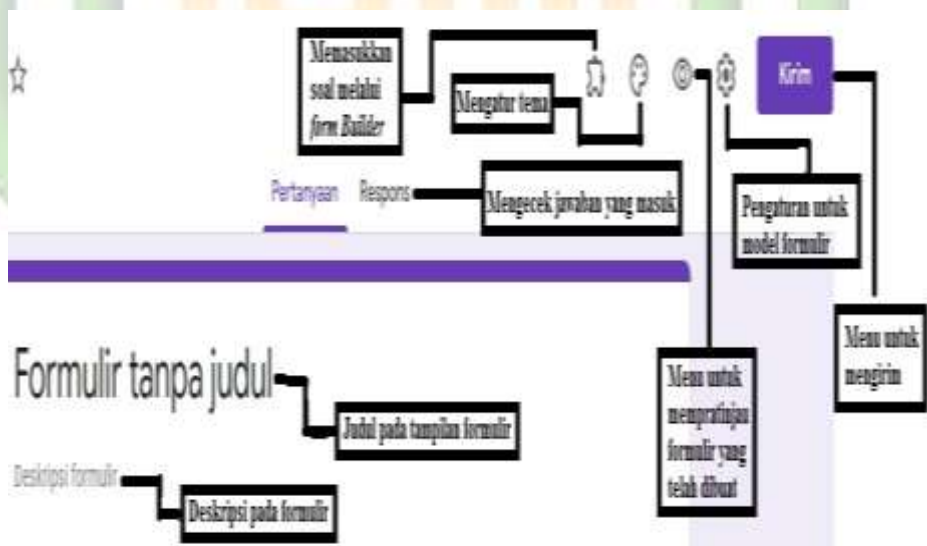 Memasukkan
soal melalui
form Builder
Mengatur tema
Kirim
Pertanyaan Respons
Mengecek jawaban yang masuk
Pengaturan untuk
model formulir
Formulir tanpa judul
Judul pada tampilan formulir
Menu untuk
mempratinjau
formulir yang
telah dibuat
Menu untuk
mengirim
Deskripsi formulir
Deskripsi pada formulir